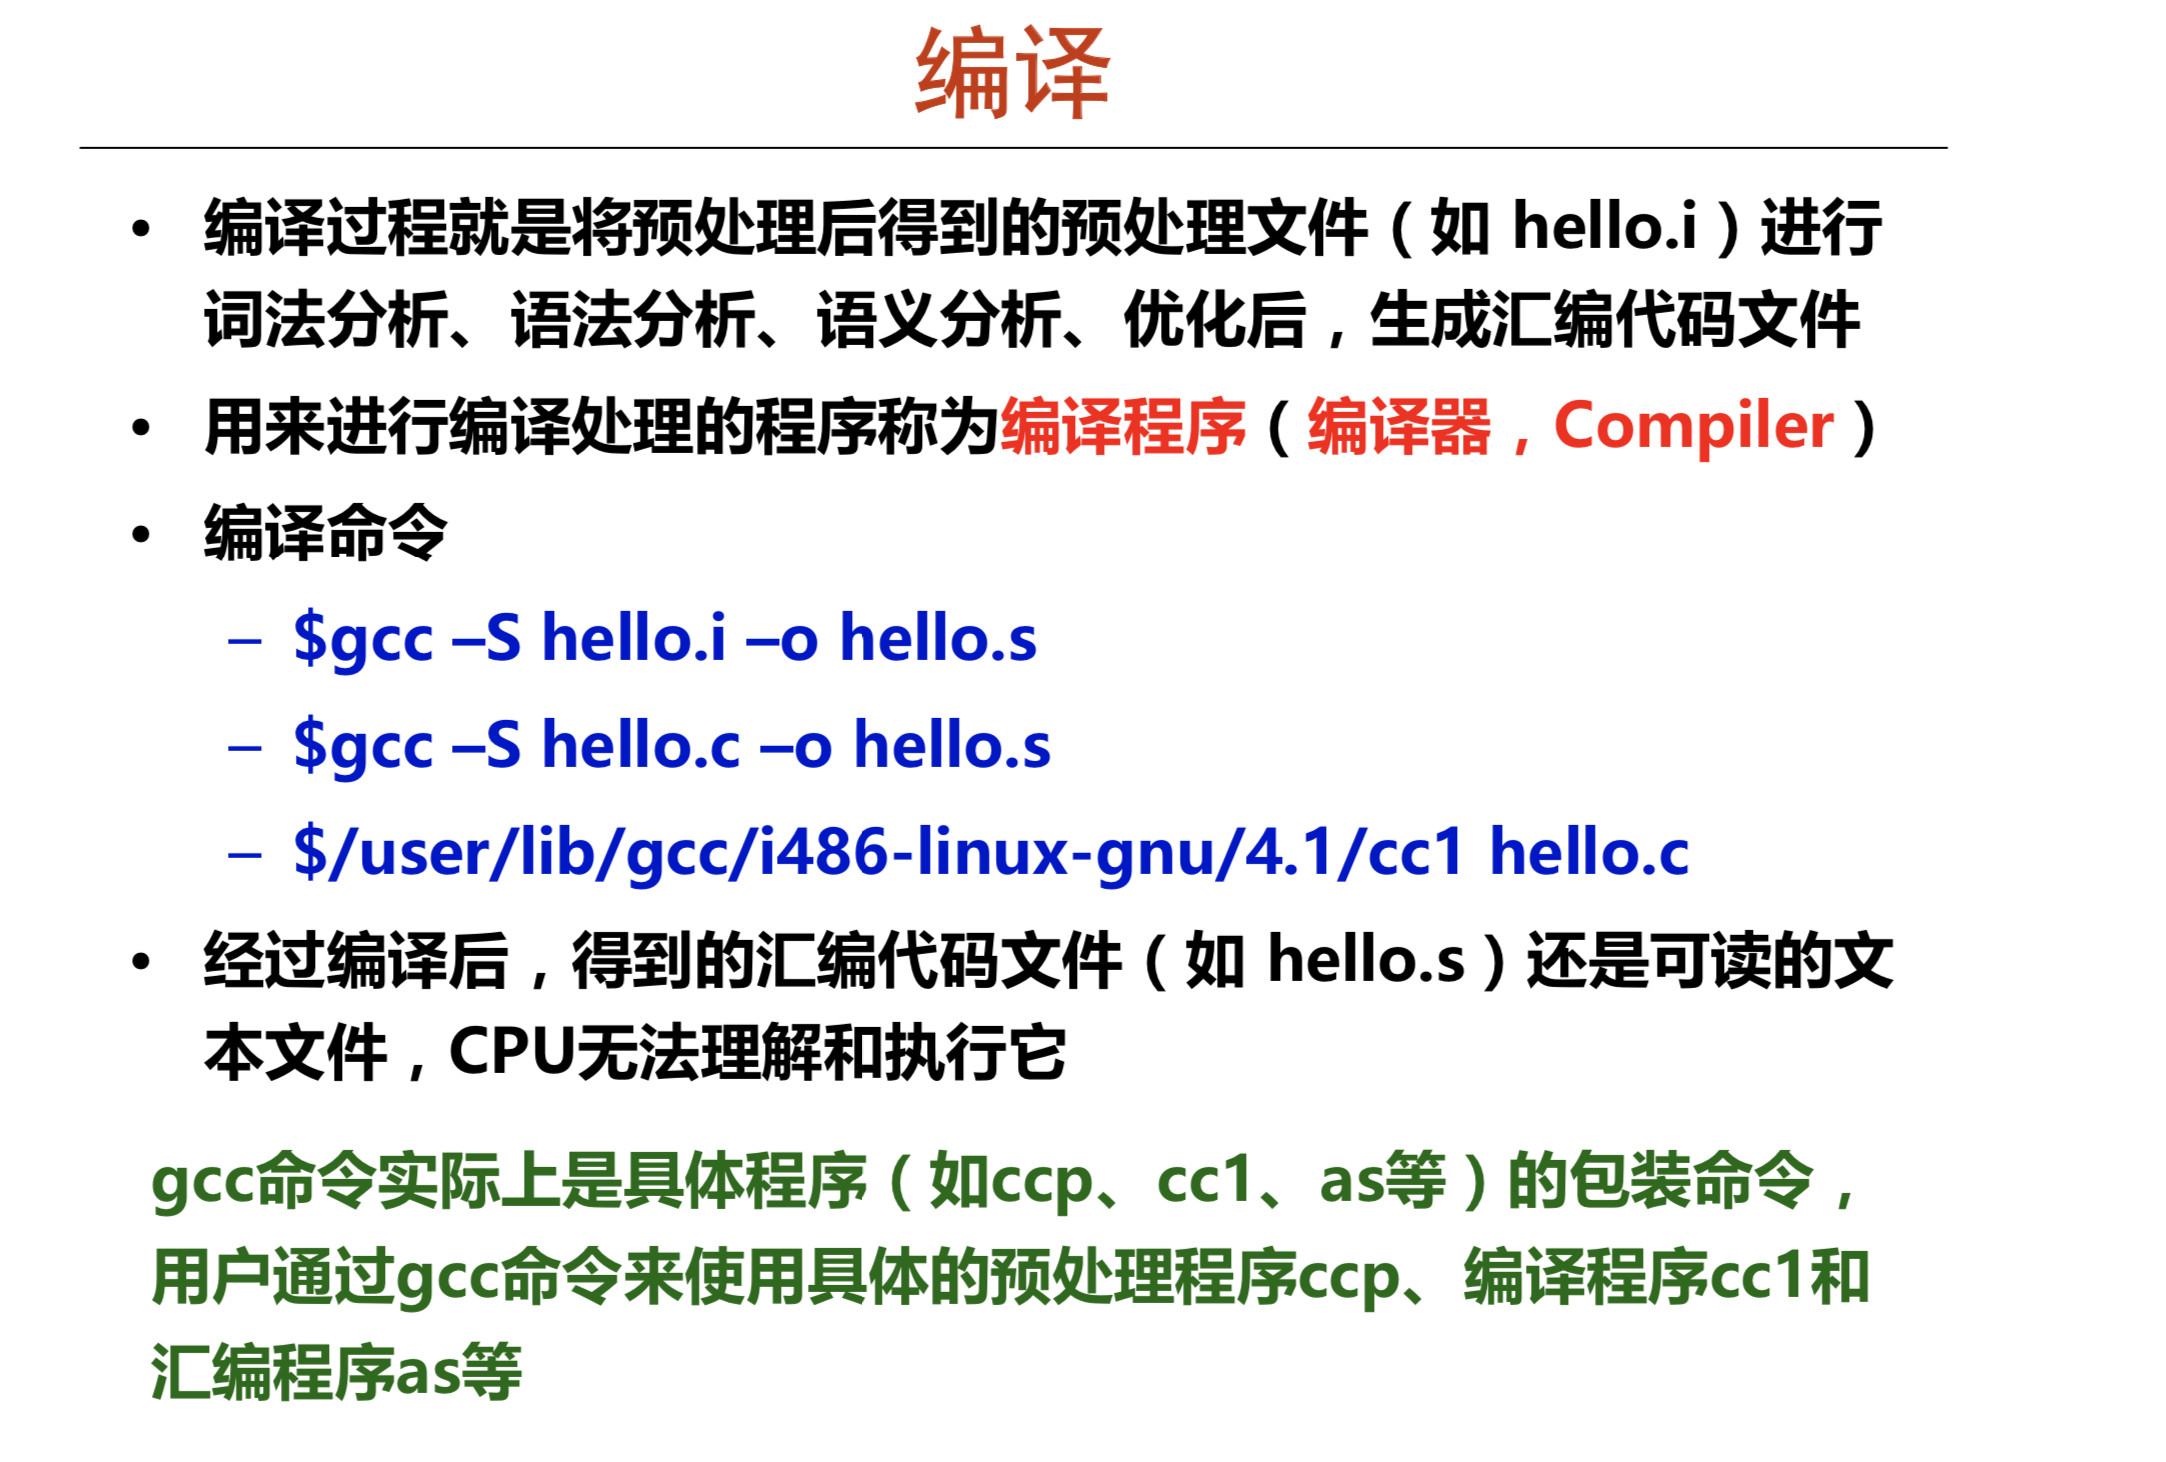 编译
• 编译过程就是将预处理后得到的预处理文件（如 hello.i）进行
词法分析、语法分析、语义分析、优化后，生成汇编代码文件
• 用来进行编译处理的程序称为编译程序（编译器，Compiler）
• 编译命令
– $gcc –S hello.i –o hello.s
– $gcc –S hello.c –o hello.s
– $/user/lib/gcc/i486-linux-gnu/4.1/cc1 hello.c
• 经过编译后，得到的汇编代码文件（如 hello.s）还是可读的文
本文件，CPU无法理解和执行它
gcc命令实际上是具体程序（如ccp、cc1、as等）的包装命令，
用户通过gcc命令来使用具体的预处理程序ccp、编译程序cc1和
汇编程序as等